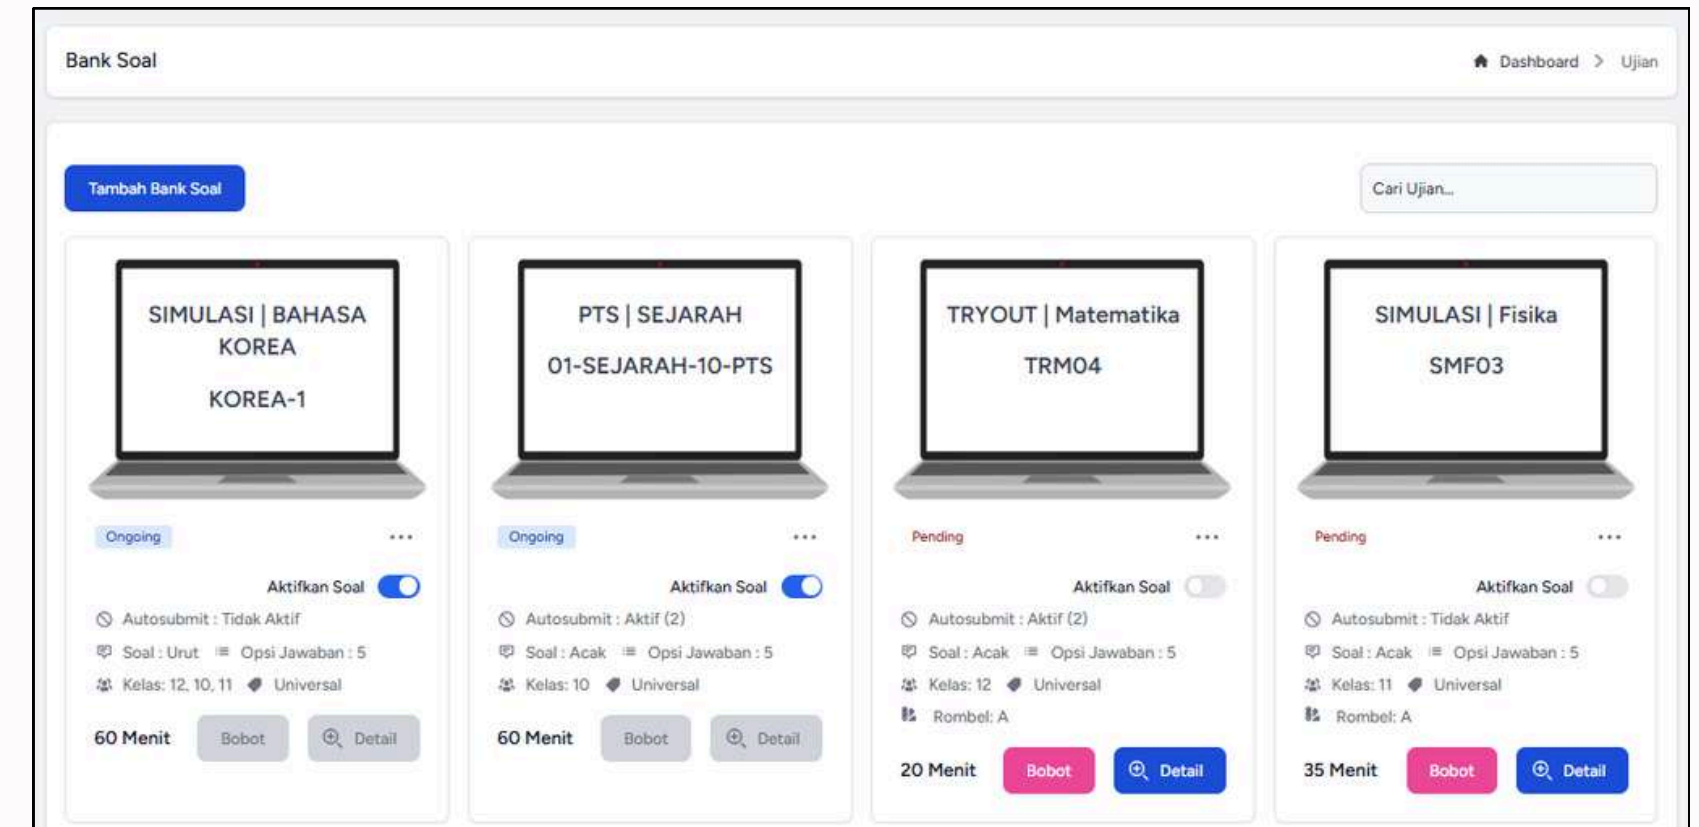 Bank Soal
Dashboard > Ujian
Tambah Bank Soal
Cari Ujian...
SIMULASI | BAHASA
KOREA
KOREA-1
Ongoing
Aktifkan Soal
Autosubmit : Tidak Aktif
Soal : Urut Opsi Jawaban : 5
Kelas: 12, 10, 11 Universal
60 Menit Bobot Detail
PTS | SEJARAH
01-SEJARAH-10-PTS
Ongoing
Aktifkan Soal
Autosubmit : Aktif (2)
Soal : Acak Opsi Jawaban : 5
Kelas: 10 Universal
60 Menit Bobot Detail
TRYOUT | Matematika
TRM04
Pending
Aktifkan Soal
Autosubmit : Aktif (2)
Soal : Acak Opsi Jawaban : 5
Kelas: 12 Universal
Rombel: A
20 Menit Bobot Detail
SIMULASI | Fisika
SMF03
Pending
Aktifkan Soal
Autosubmit : Tidak Aktif
Soal : Acak Opsi Jawaban : 5
Kelas: 11 Universal
Rombel: A
35 Menit Bobot Detail